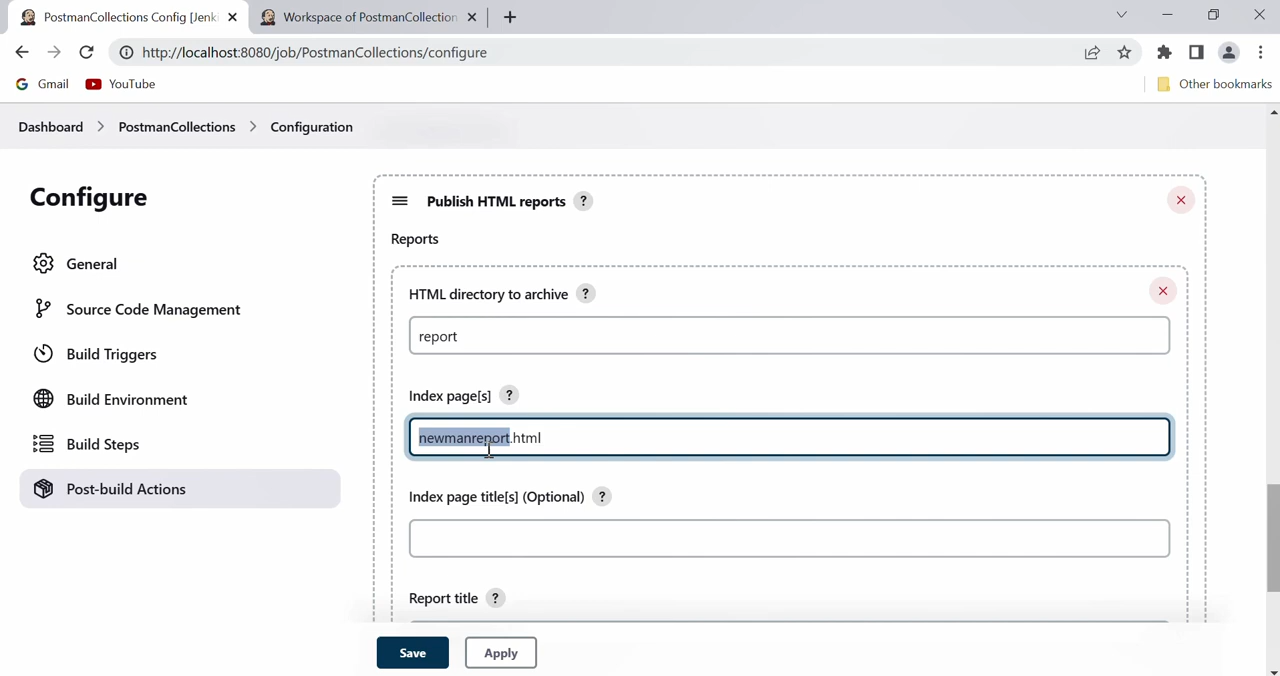 PostmanCollections Config [Jenki
Workspace of PostmanCollection
http://localhost:8080/job/PostmanCollections/configure
Gmail
YouTube
Other bookmarks
Dashboard > PostmanCollections > Configuration
Configure
General
Source Code Management
Build Triggers
Build Environment
Build Steps
Post-build Actions
Publish HTML reports ?
Reports
HTML directory to archive ?
report
Index page[s] ?
newmanreport.html
Index page title[s] (Optional) ?
Report title ?
Save
Apply